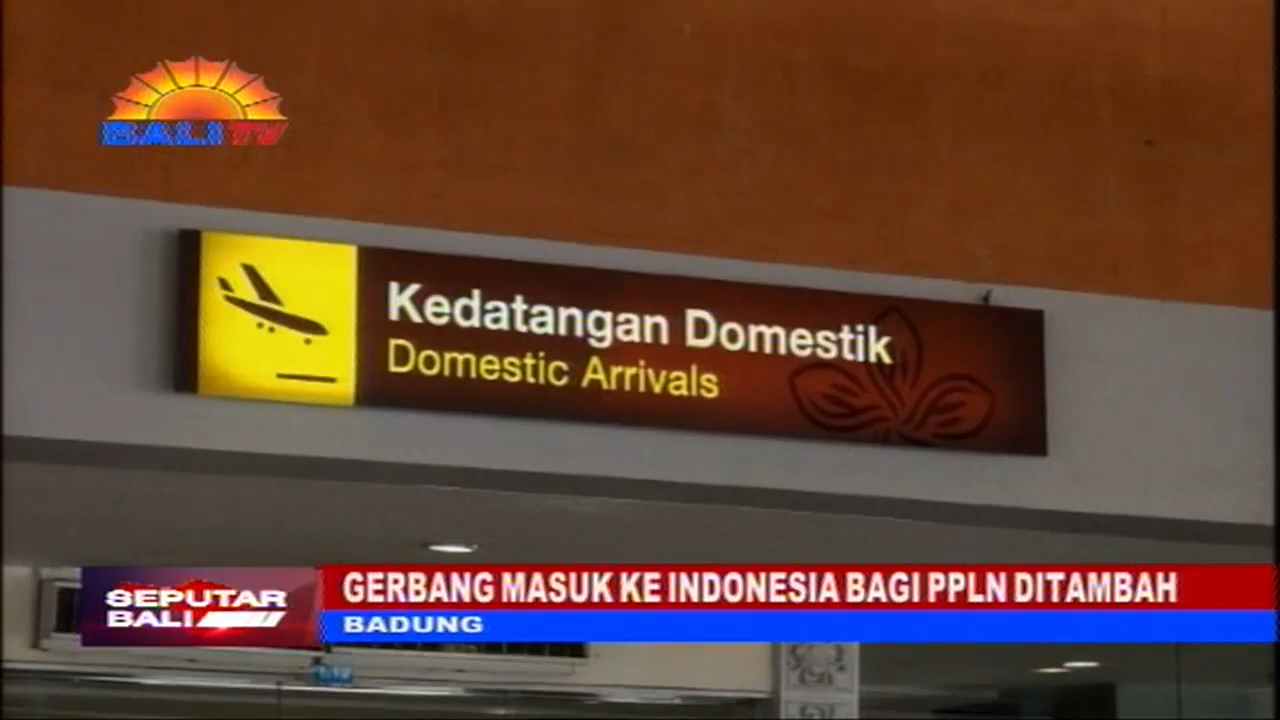 BALI TV
Kedatangan Domestik
Domestic Arrivals
SEPUTAR
BALI
GERBANG MASUK KE INDONESIA BAGI PPLN DITAMBAH
BADUNG